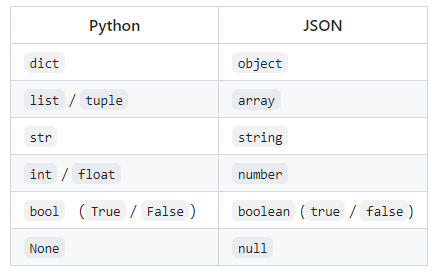 Python JSON
dict object
list / tuple array
str string
int / float number
bool ( True / False ) boolean ( true / false )
None null